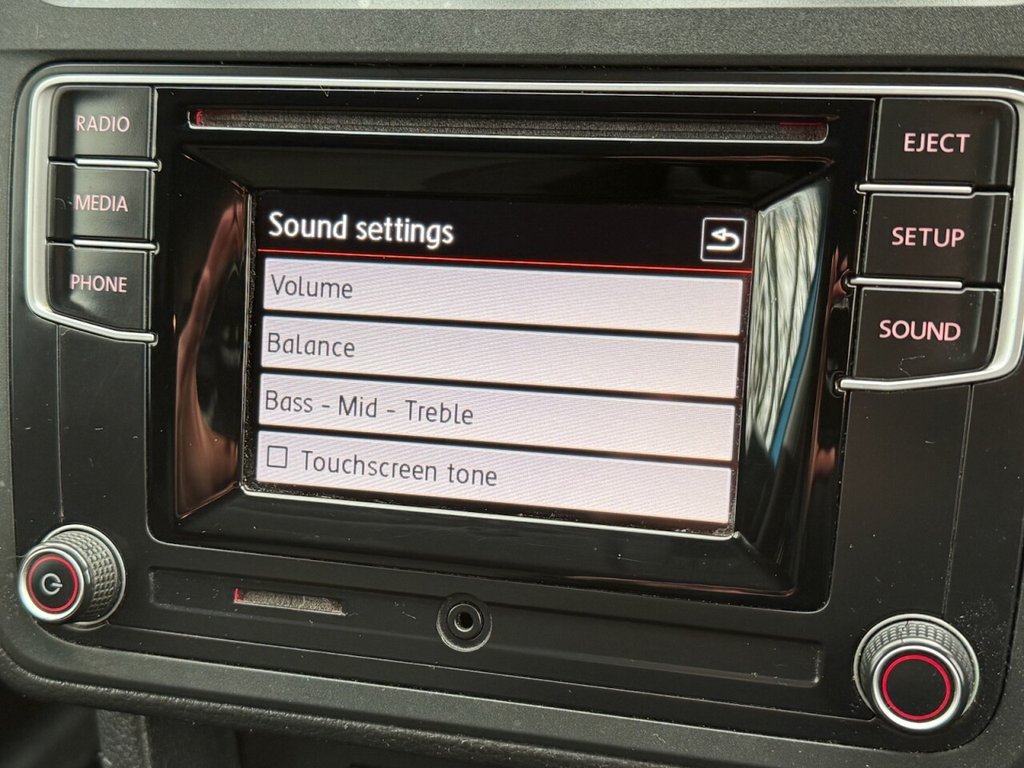 RADIO
MEDIA
PHONE
Sound settings
Volume
Balance
Bass - Mid - Treble
Touchscreen tone
EJECT
SETUP
SOUND